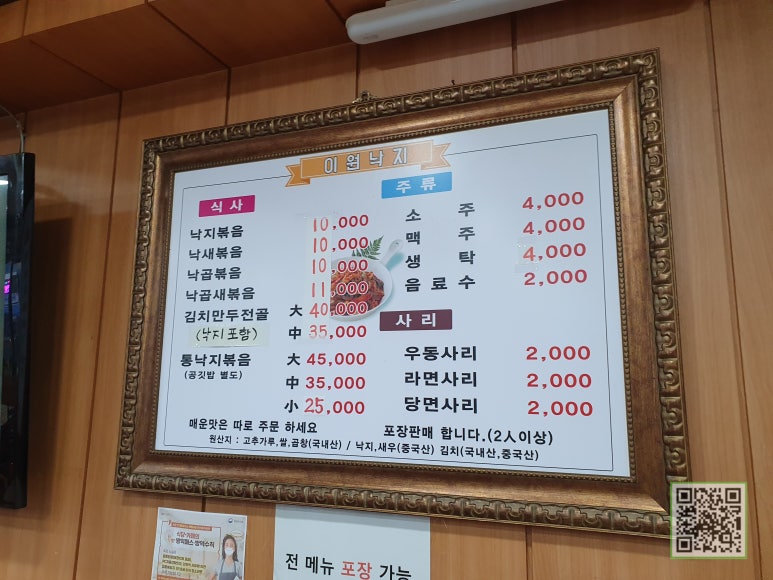 이원낙지
식사
낙지볶음 10,000
낙새볶음 10,000
낙곱볶음 10,000
낙곱새볶음 11,000
김치만두전골 大 40,000
(낙지 포함) 中 35,000
통낙지볶음 大 45,000
(공깃밥 별도) 中 35,000
小 25,000
주류
소 주 4,000
맥 주 4,000
생 탁 4,000
음료수 2,000
사리
우동사리 2,000
라면사리 2,000
당면사리 2,000
매운맛은 따로 주문 하세요
포장판매 합니다.(2人이상)
원산지 : 고추가루,쌀,곱창(국내산) / 낙지,새우(중국산) 김치(국내산,중국산)
전 메뉴 포장 가능